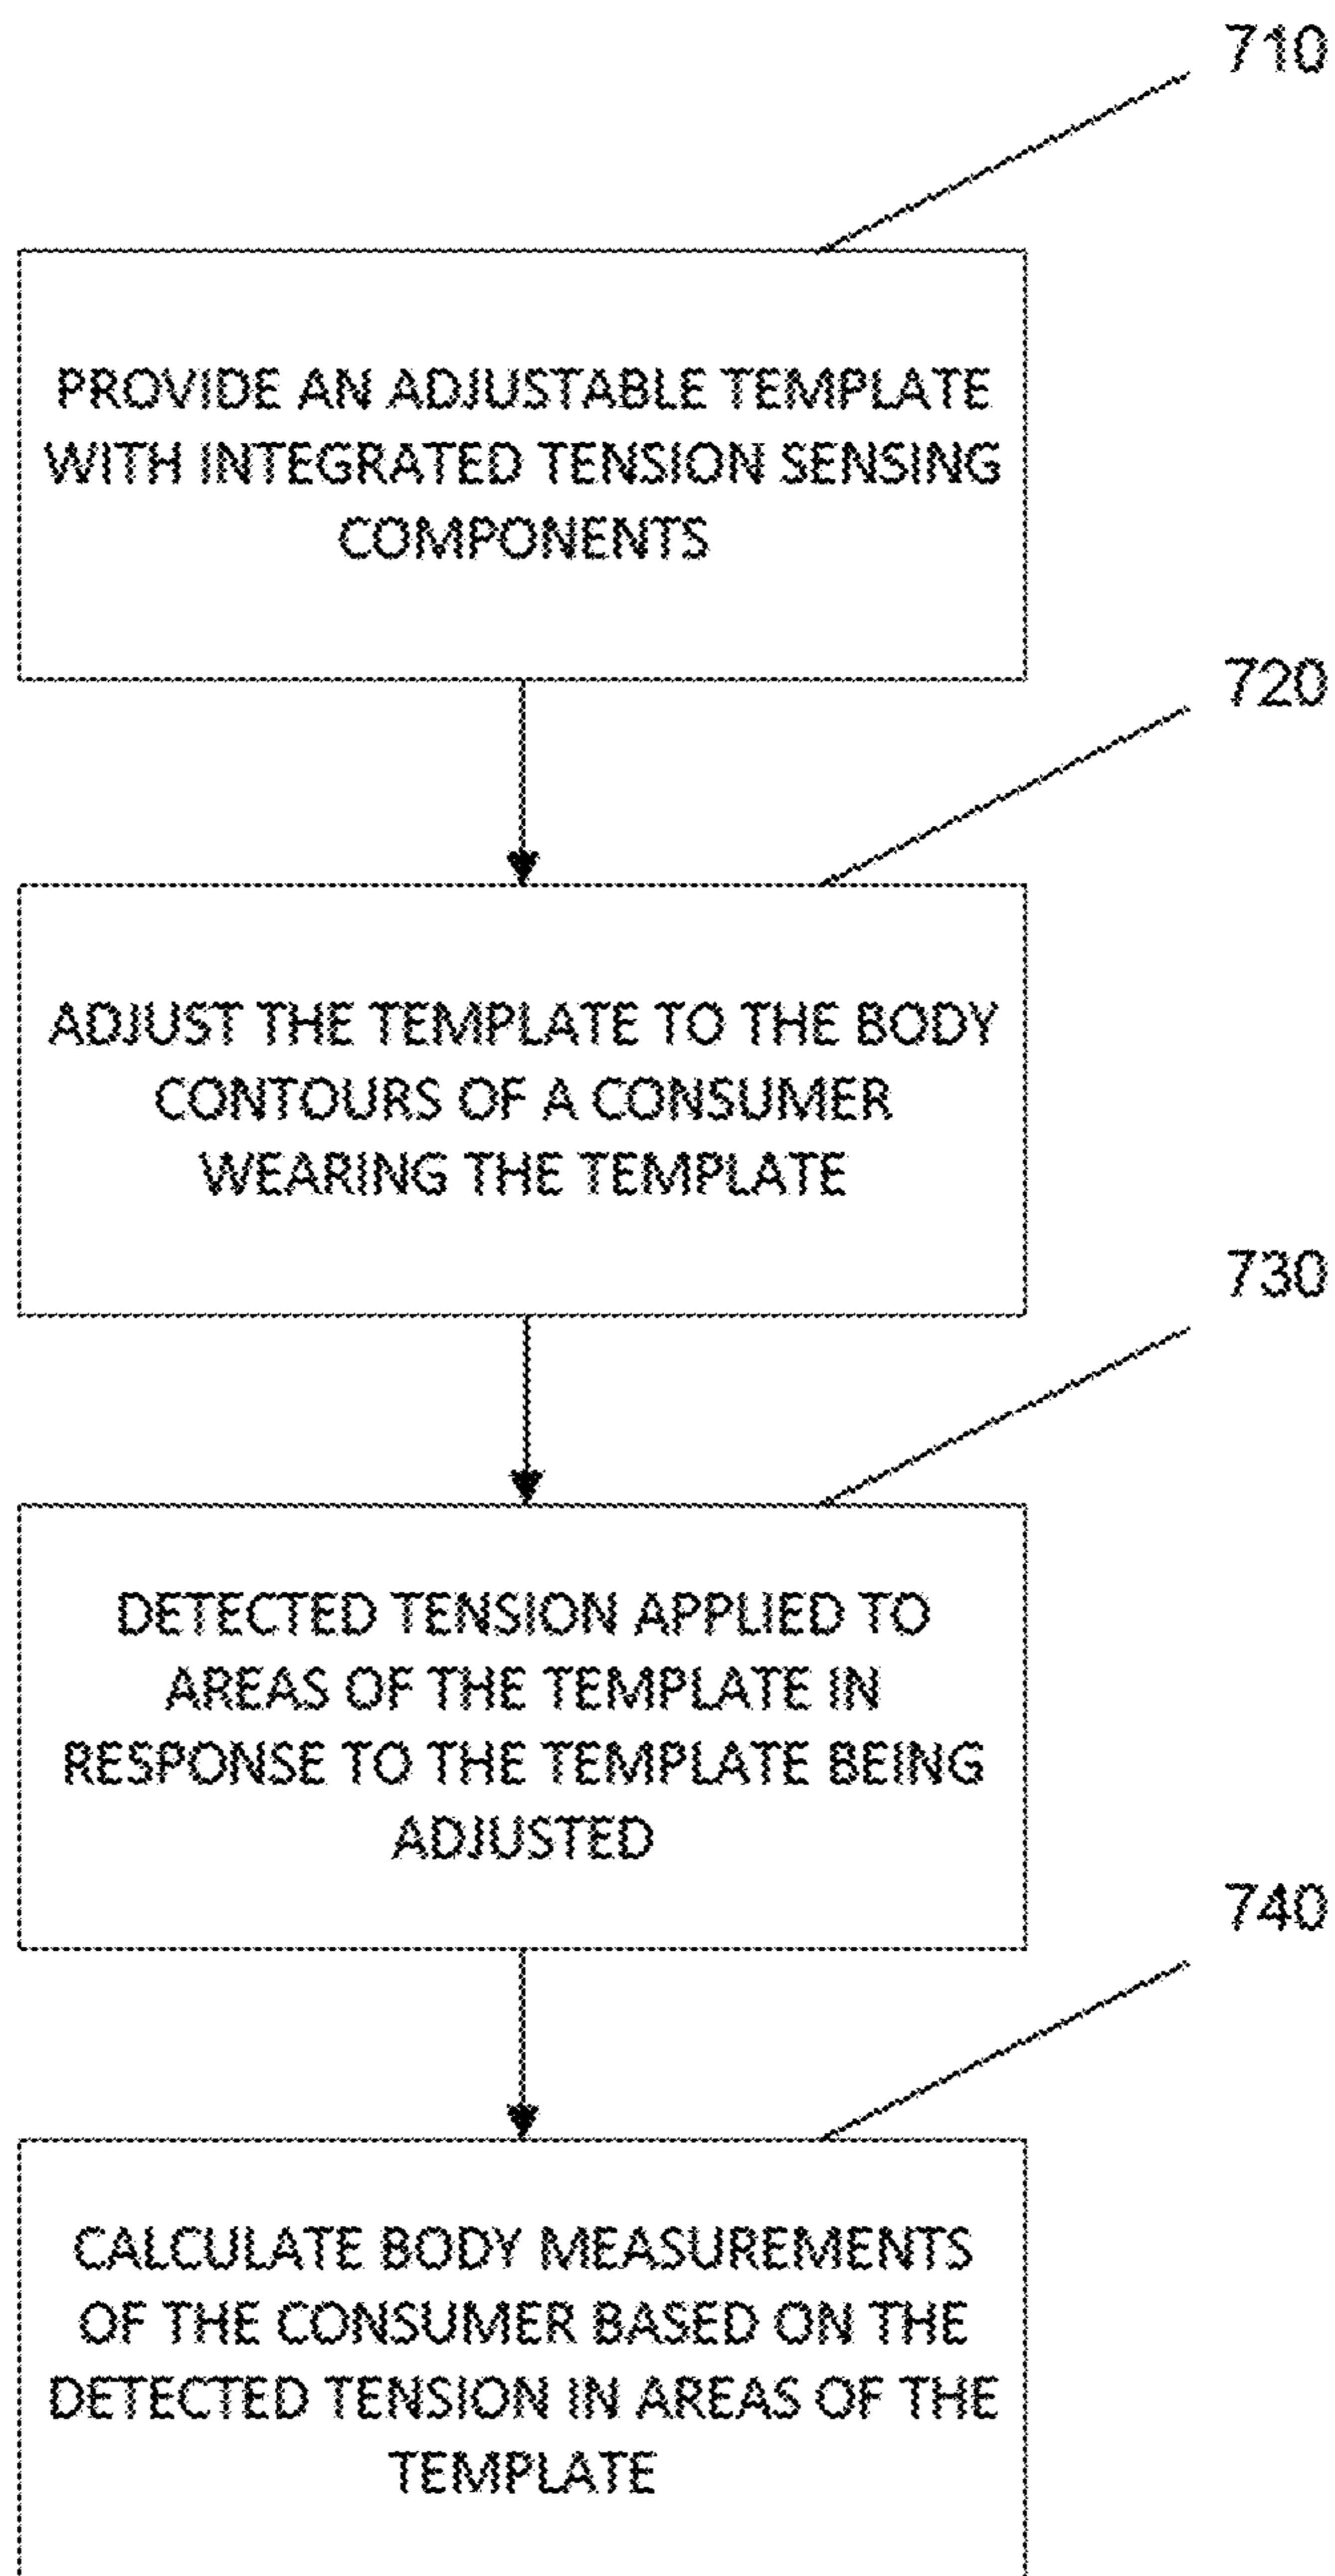 710
PROVIDE AN ADJUSTABLE TEMPLATE
WITH INTEGRATED TENSION SENSING
COMPONENTS
720
ADJUST THE TEMPLATE TO THE BODY
CONTOURS OF A CONSUMER
WEARING THE TEMPLATE
730
DETECTED TENSION APPLIED TO
AREAS OF THE TEMPLATE IN
RESPONSE TO THE TEMPLATE BEING
ADJUSTED
740
CALCULATE BODY MEASUREMENTS
OF THE CONSUMER BASED ON THE
DETECTED TENSION IN AREAS OF THE
TEMPLATE